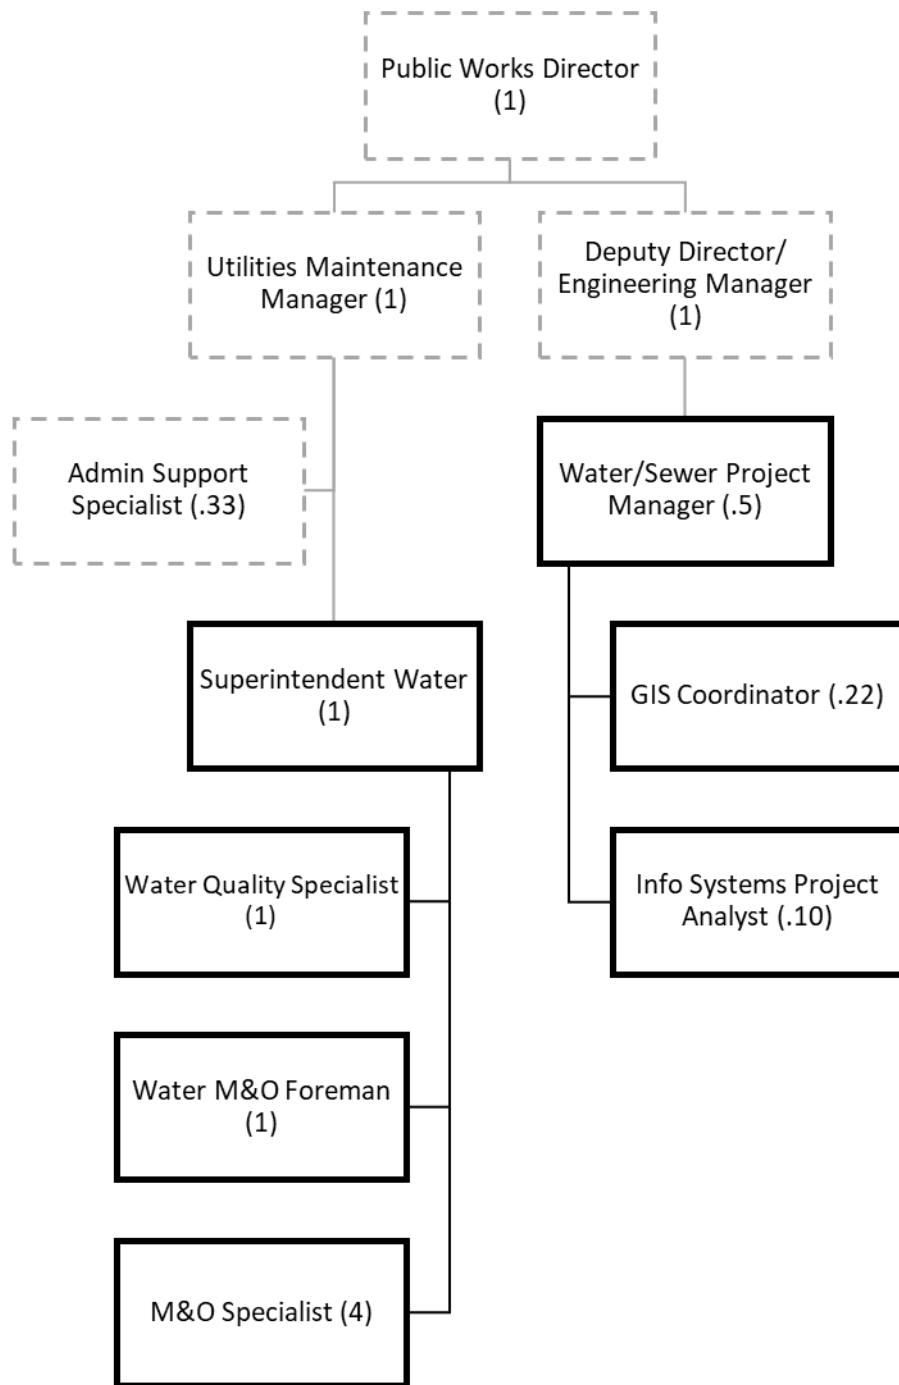 Public Works Director
(1)
Utilities Maintenance
Manager (1)
Deputy Director/
Engineering Manager
(1)
Admin Support
Specialist (.33)
Water/Sewer Project
Manager (.5)
Superintendent Water
(1)
GIS Coordinator (.22)
Water Quality Specialist
(1)
Info Systems Project
Analyst (.10)
Water M&O Foreman
(1)
M&O Specialist (4)